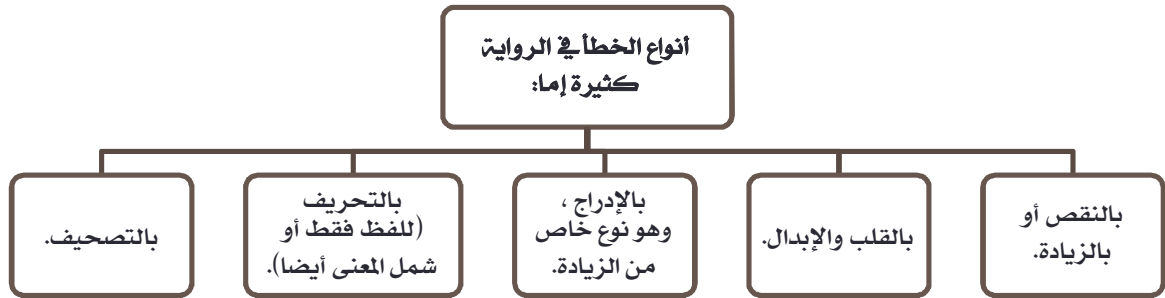 أنواع الخطأ في الرواية
كثيرة إما:
بالنقص أو
بالزيادة.
بالقلب والإبدال.
بالإدراج ،
وهو نوع خاص
من الزيادة.
بالتحريف
(للفظ فقط أو
شمل المعنى أيضا).
بالتصحيف.